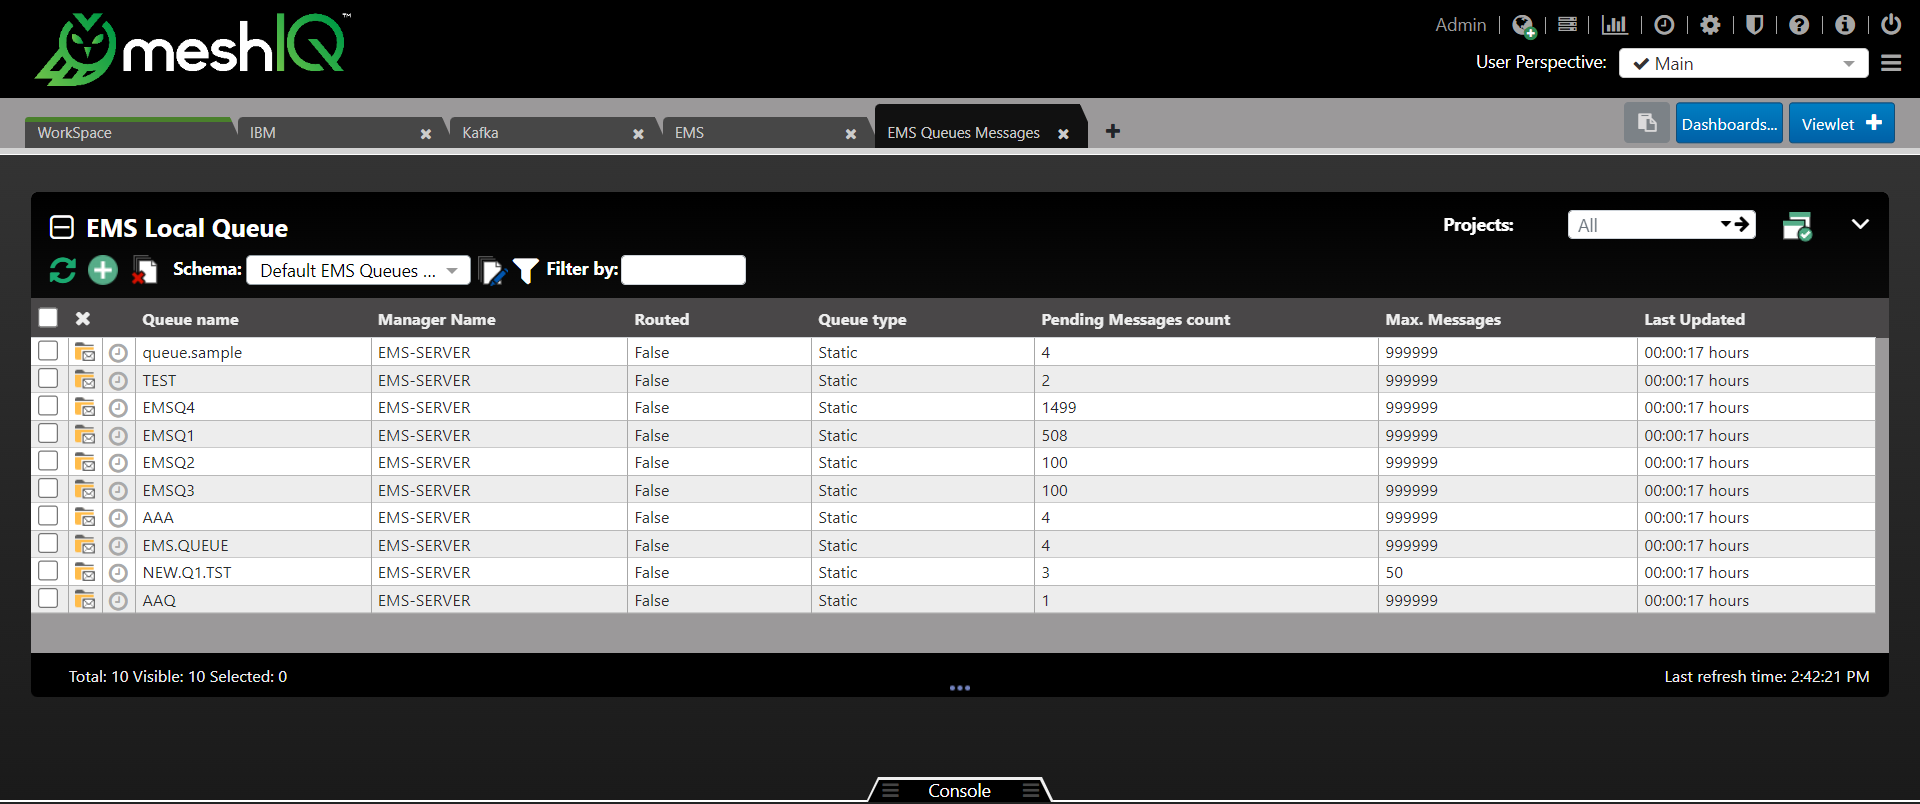 meshIQ™
Admin
User Perspective: Main
WorkSpace IBM Kafka EMS EMS Queues Messages
Dashboards... Viewlet
EMS Local Queue
Projects: All
Schema: Default EMS Queues ... Filter by:
Queue name Manager Name Routed Queue type Pending Messages count Max. Messages Last Updated
queue.sample EMS-SERVER False Static 4 999999 00:00:17 hours
TEST EMS-SERVER False Static 2 999999 00:00:17 hours
EMSQ4 EMS-SERVER False Static 1499 999999 00:00:17 hours
EMSQ1 EMS-SERVER False Static 508 999999 00:00:17 hours
EMSQ2 EMS-SERVER False Static 100 999999 00:00:17 hours
EMSQ3 EMS-SERVER False Static 100 999999 00:00:17 hours
AAA EMS-SERVER False Static 4 999999 00:00:17 hours
EMS.QUEUE EMS-SERVER False Static 4 999999 00:00:17 hours
NEW.Q1.TST EMS-SERVER False Static 3 50 00:00:17 hours
AAQ EMS-SERVER False Static 1 999999 00:00:17 hours
Total: 10 Visible: 10 Selected: 0
Last refresh time: 2:42:21 PM
Console